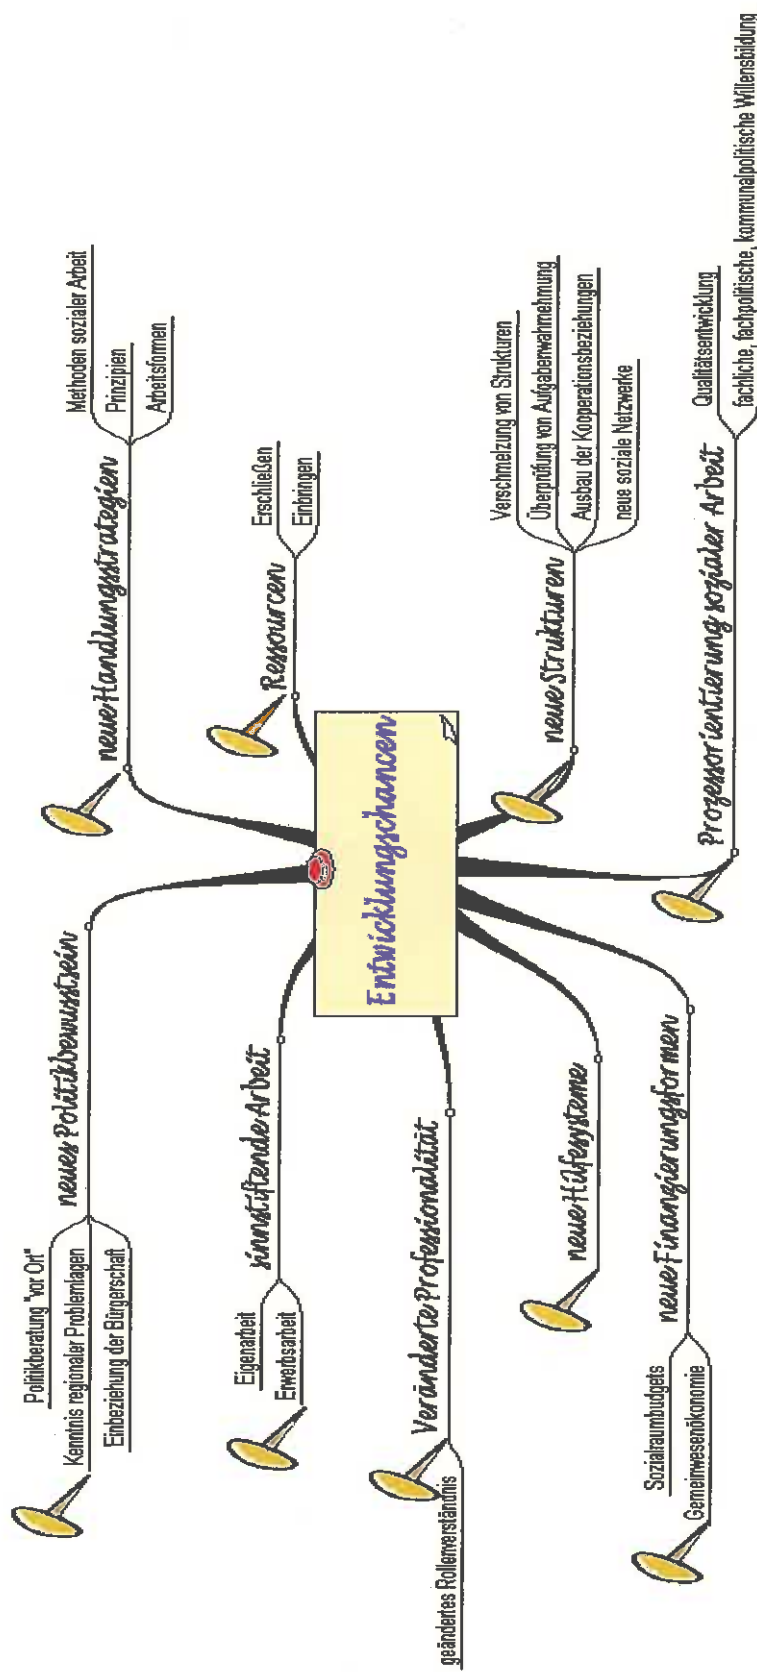 Entwicklungschancen
neue Handlungsstrategien
Methoden sozialer Arbeit
Prinzipien
Arbeitsformen
Ressourcen
Erschließen
Einbringen
neue Strukturen
Verschmelzung von Strukturen
Überprüfung von Aufgabenwahrnehmung
Ausbau der Kooperationsbeziehungen
neue soziale Netzwerke
Prozessorientierung sozialer Arbeit
Qualitätsentwicklung
fachliche, fachpolitische, kommunalpolitische Willensbildung
neues Politikbewusstsein
Politikberatung "vor Ort"
Kenntnis regionaler Problemlagen
Einbeziehung der Bürgerschaft
sinnstiftende Arbeit
Eigenarbeit
Erwerbsarbeit
Veränderte Professionalität
geändertes Rollenverständnis
neue Hilfesysteme
neue Finanzierungsformen
Sozialraumbudgets
Gemeinwesenökonomie